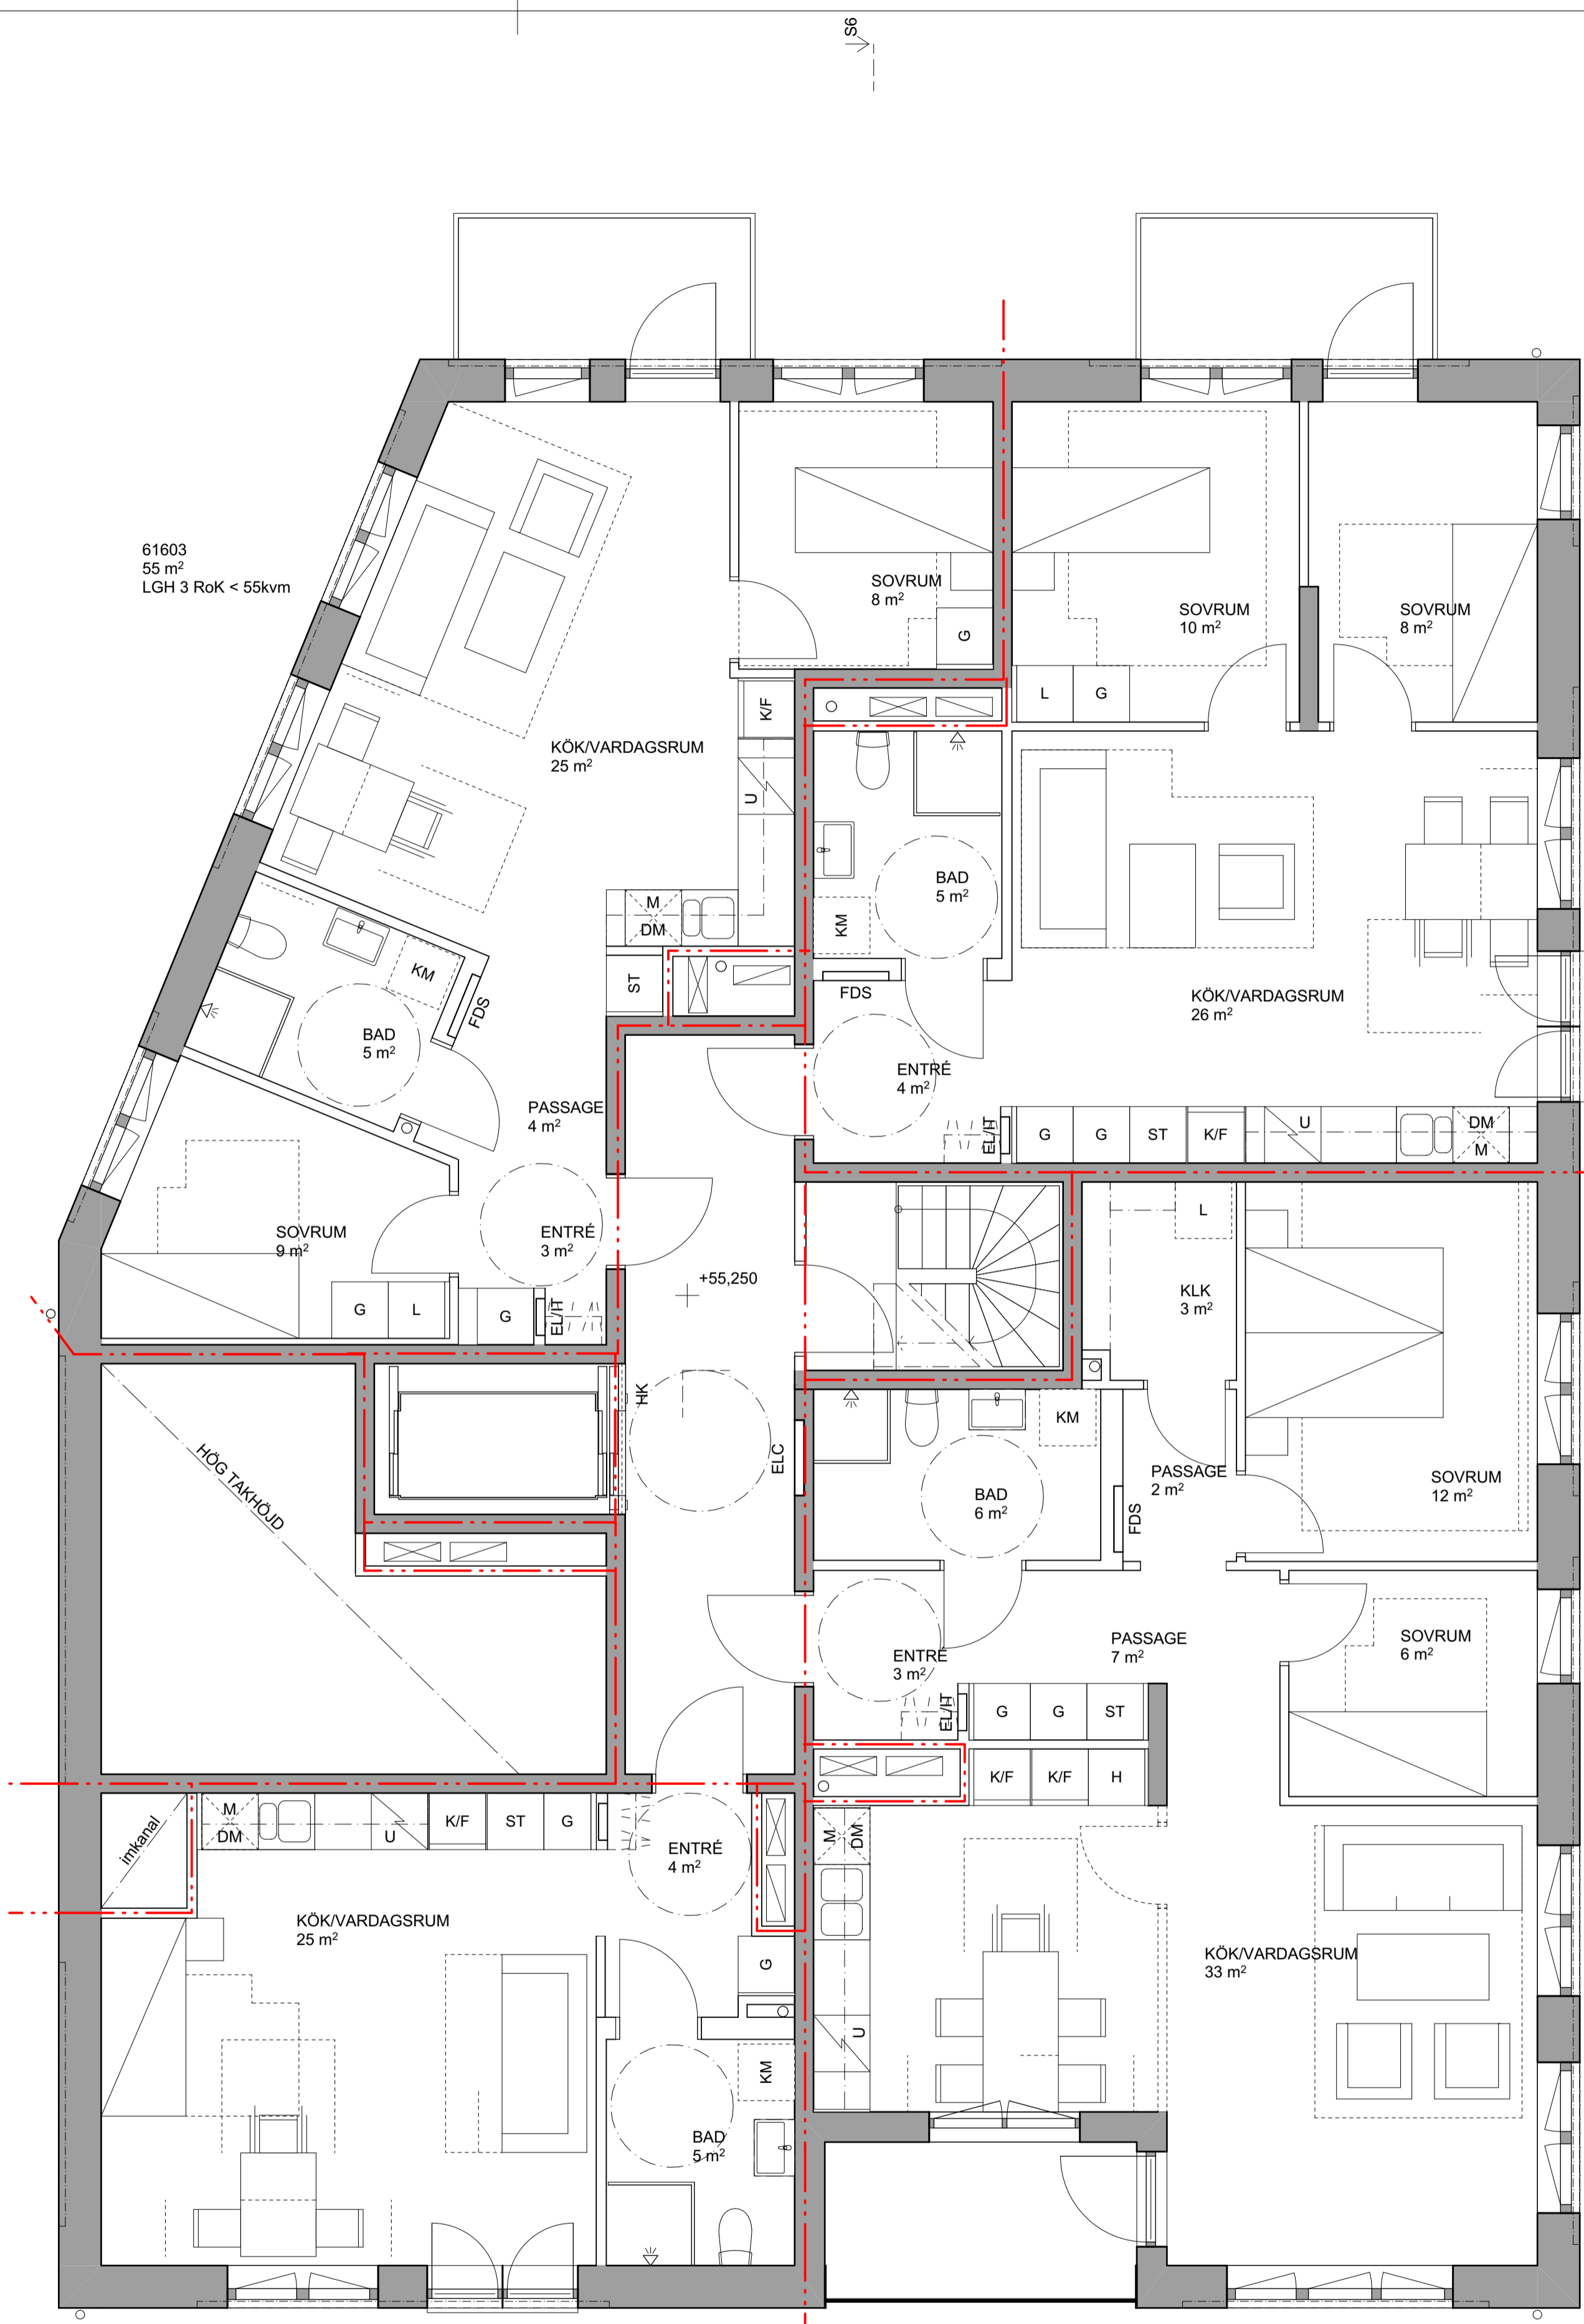 S6
61603
55 m²
LGH 3 RoK < 55kvm
SOVRUM
8 m²
G
SOVRUM
10 m²
SOVRUM
8 m²
L
G
K/F
KÖK/VARDAGSRUM
25 m²
U
M
DM
ST
BAD
5 m²
KM
FDS
KÖK/VARDAGSRUM
26 m²
ENTRÉ
4 m²
EL/IT
G
G
ST
K/F
U
DM
M
KM
FDS
BAD
5 m²
PASSAGE
4 m²
SOVRUM
9 m²
ENTRÉ
3 m²
G
L
G
EL/IT
+55,250
L
KLK
3 m²
HK
ELC
HÖG TAKHÖJD
KM
BAD
6 m²
FDS
PASSAGE
2 m²
SOVRUM
12 m²
ENTRÉ
3 m²
PASSAGE
7 m²
SOVRUM
6 m²
EL/IT
G
G
ST
K/F
K/F
H
M
DM
U
KÖK/VARDAGSRUM
33 m²
imkanal
M
DM
U
K/F
ST
G
ENTRÉ
4 m²
KÖK/VARDAGSRUM
25 m²
G
KM
BAD
5 m²